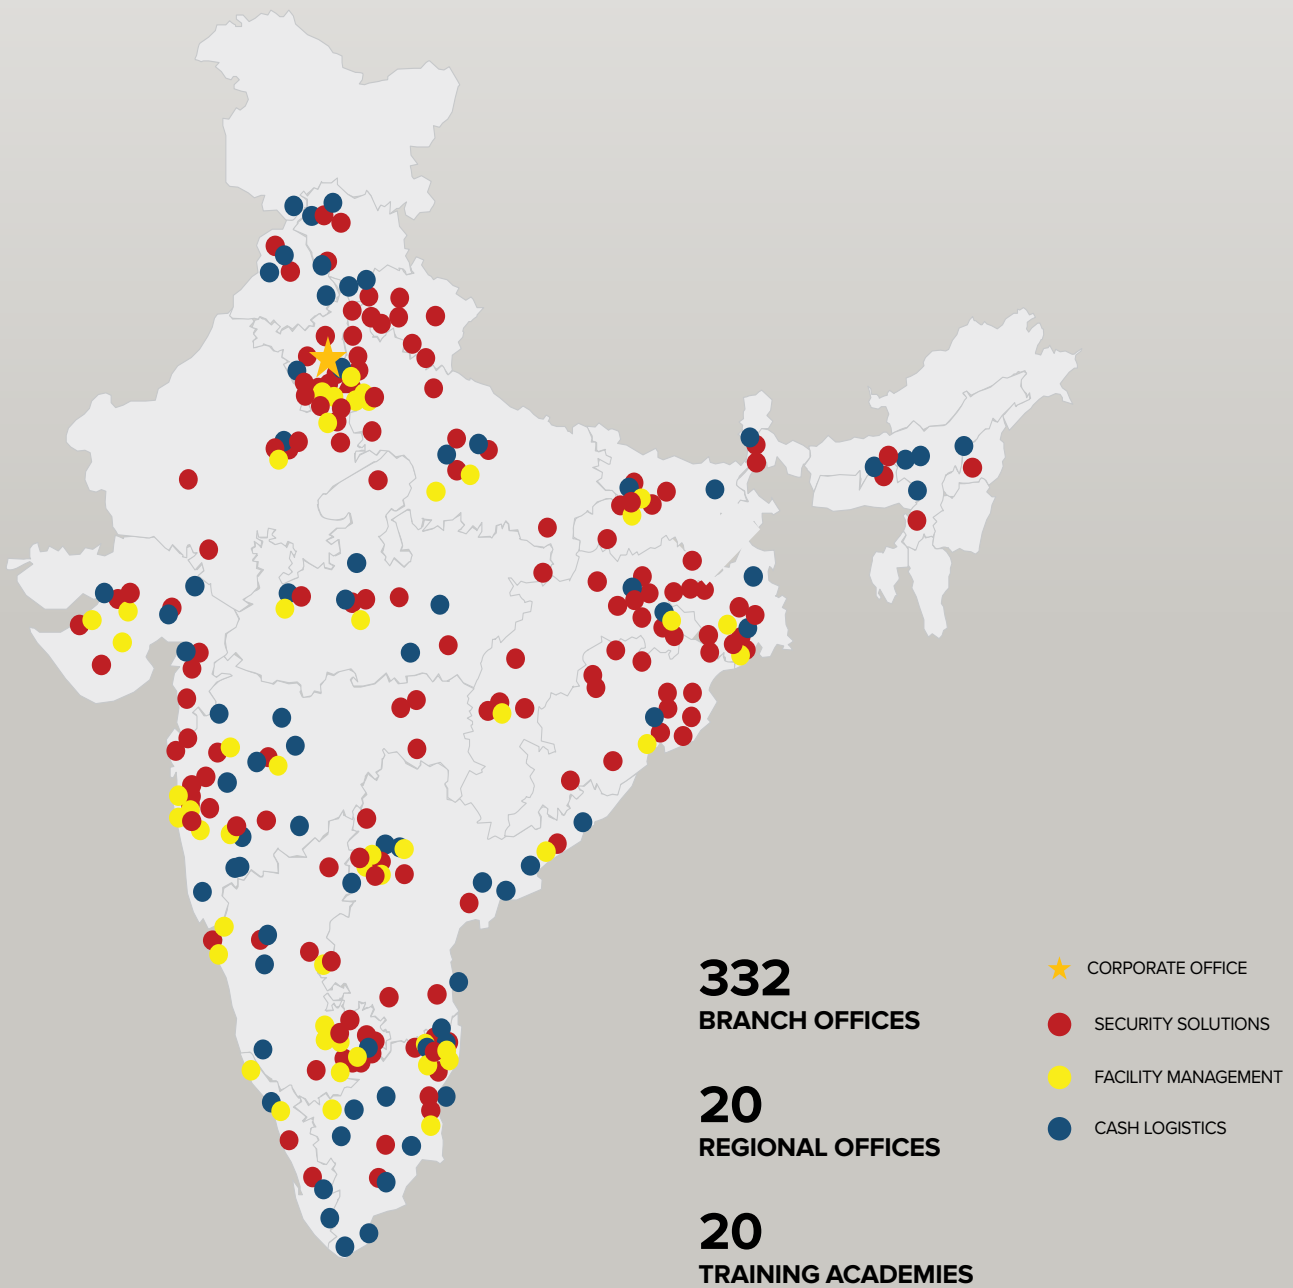 332
BRANCH OFFICES
20
REGIONAL OFFICES
20
TRAINING ACADEMIES
CORPORATE OFFICE
SECURITY SOLUTIONS
FACILITY MANAGEMENT
CASH LOGISTICS